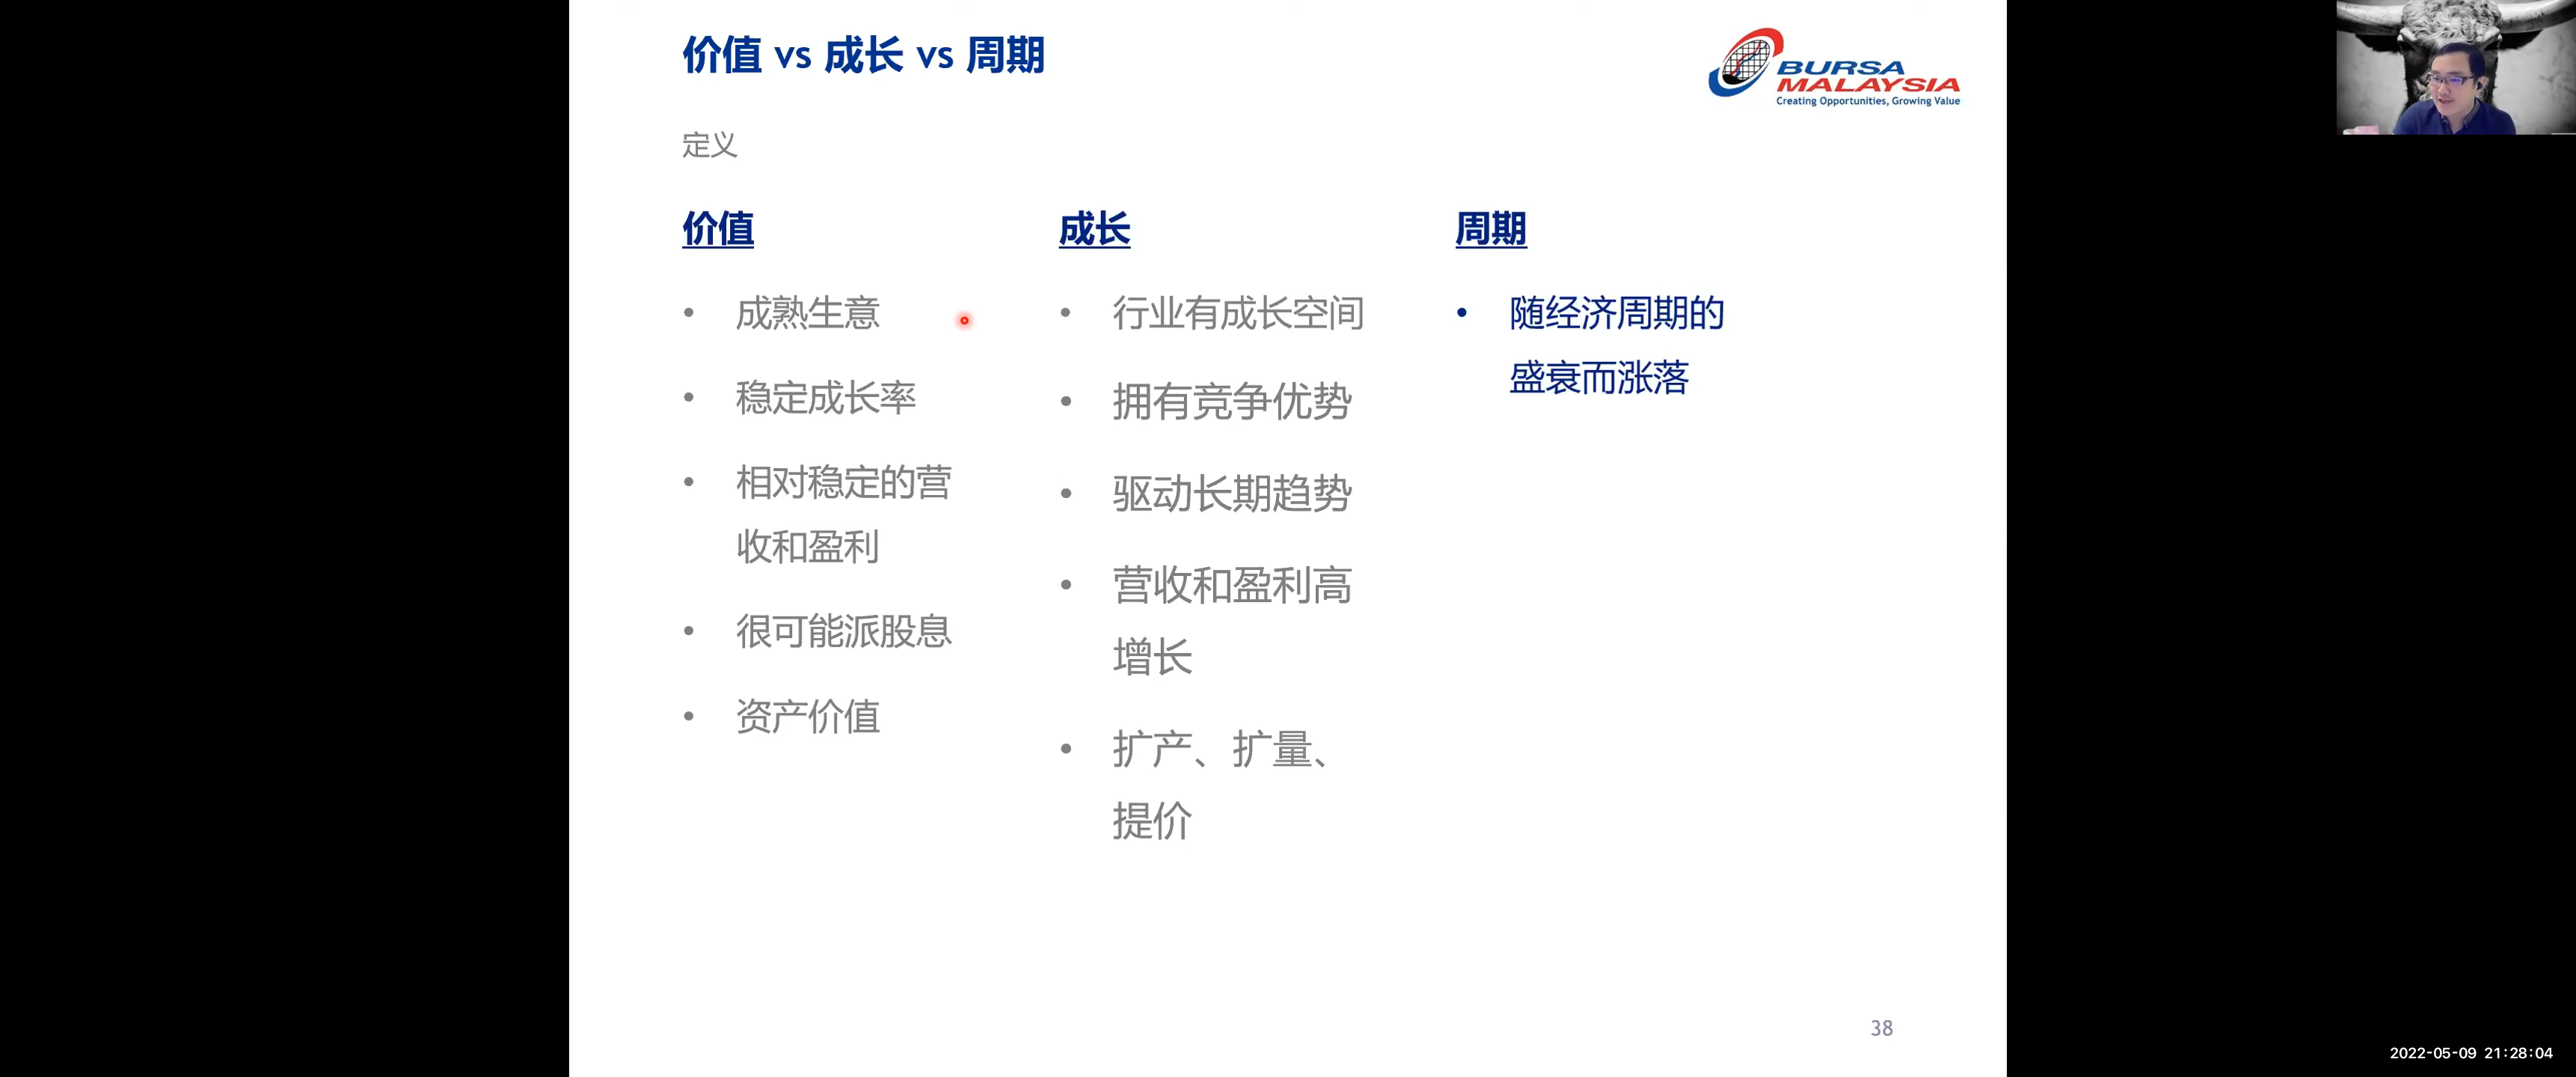 价值 vs 成长 vs 周期
BURSA
MALAYSIA
Creating Opportunities, Growing Value
定义
价值
• 成熟生意
• 稳定成长率
• 相对稳定的营
收和盈利
• 很可能派股息
• 资产价值
成长
• 行业有成长空间
• 拥有竞争优势
• 驱动长期趋势
• 营收和盈利高
增长
• 扩产、扩量、
提价
周期
• 随经济周期的
盛衰而涨落
38
2022-05-09 21:28:04